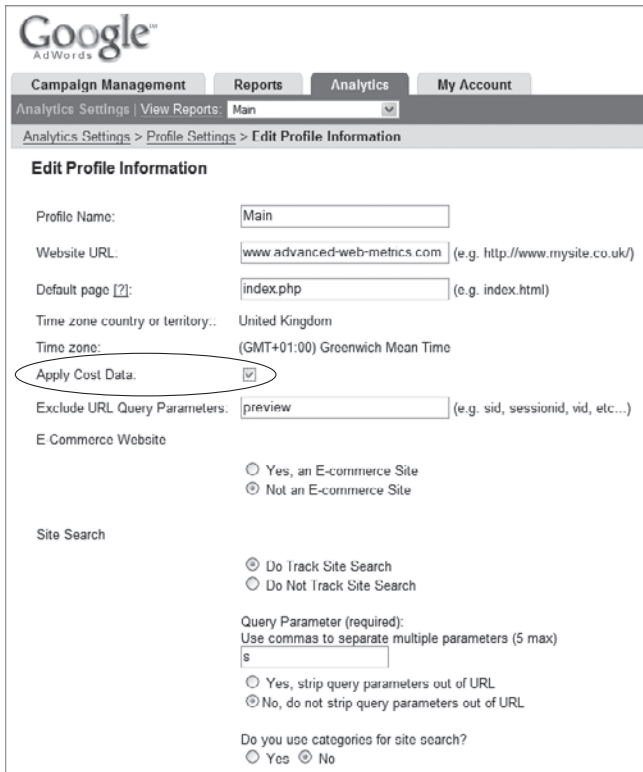 Google™
AdWords
Campaign Management Reports Analytics My Account
Analytics Settings | View Reports: Main
Analytics Settings > Profile Settings > Edit Profile Information
Edit Profile Information
Profile Name: Main
Website URL: www.advanced-web-metrics.com (e.g. http://www.mysite.co.uk/)
Default page [?]: index.php (e.g. index.html)
Time zone country or territory:: United Kingdom
Time zone: (GMT+01:00) Greenwich Mean Time
Apply Cost Data:
Exclude URL Query Parameters: preview (e.g. sid, sessionid, vid, etc...)
E-Commerce Website
Yes, an E-commerce Site
Not an E-commerce Site
Site Search
Do Track Site Search
Do Not Track Site Search
Query Parameter (required):
Use commas to separate multiple parameters (5 max)
s
Yes, strip query parameters out of URL
No, do not strip query parameters out of URL
Do you use categories for site search?
Yes No